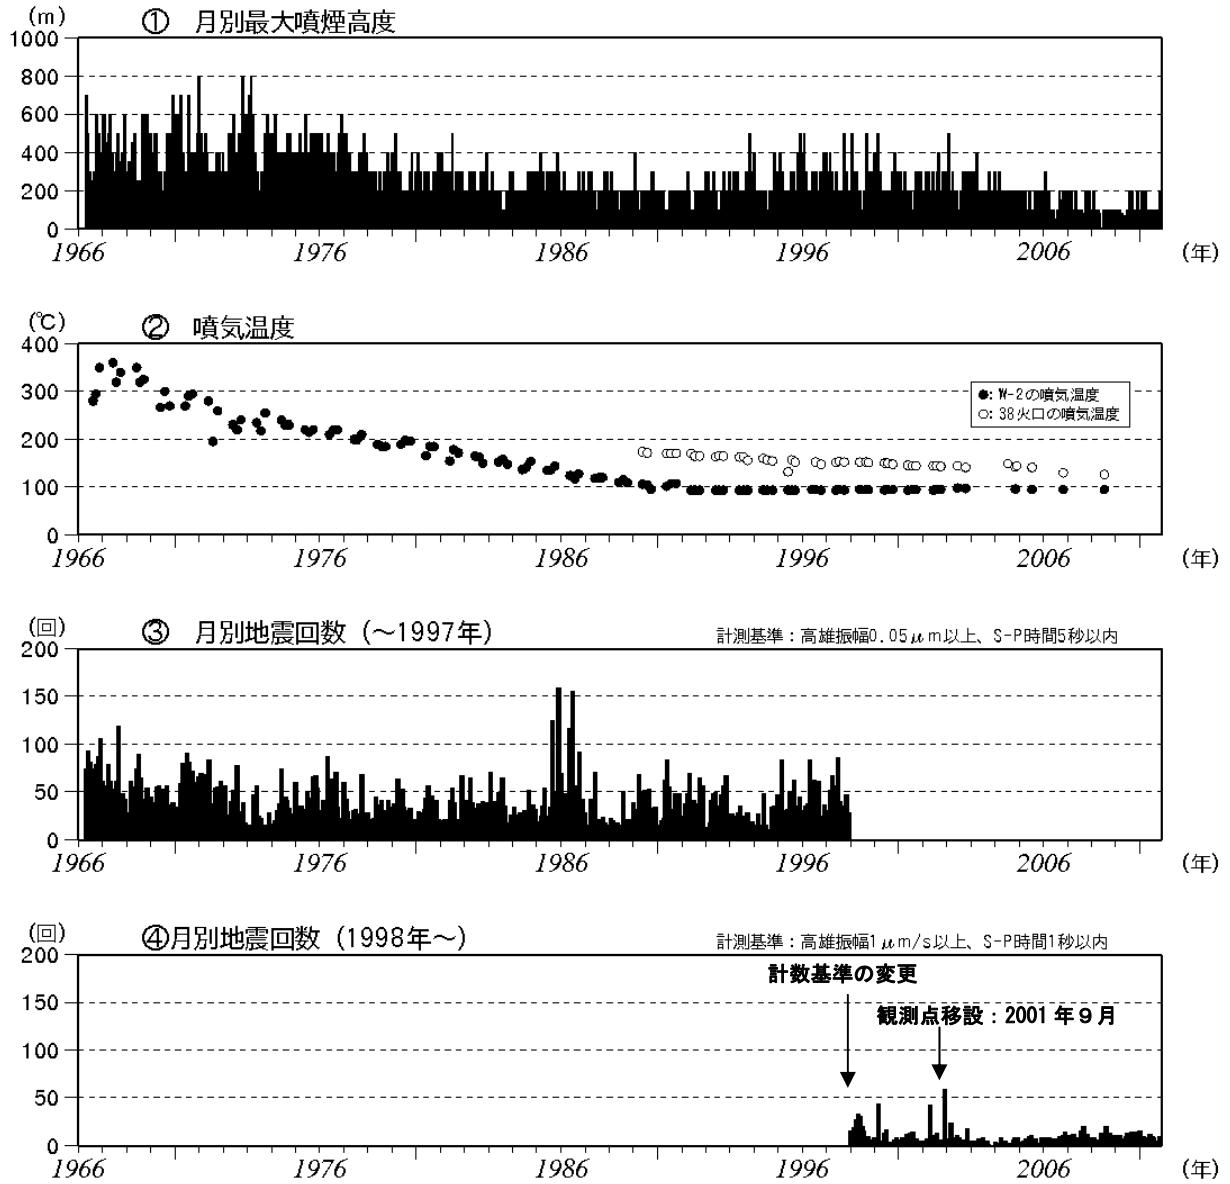 (m)
① 月別最大噴煙高度
1000
800
600
400
200
0
1966 1976 1986 1996 2006 (年)
(℃)
② 噴気温度
400
300
200
100
0
●: W-2の噴気温度
○: 38火口の噴気温度
1966 1976 1986 1996 2006 (年)
(回)
③ 月別地震回数 (～1997年)
計測基準：高雄振幅0.05μm以上、S-P時間5秒以内
200
150
100
50
0
1966 1976 1986 1996 2006 (年)
(回)
④月別地震回数 (1998年～)
計測基準：高雄振幅1μm/s以上、S-P時間1秒以内
200
150
100
50
0
計数基準の変更
観測点移設：2001年９月
1966 1976 1986 1996 2006 (年)